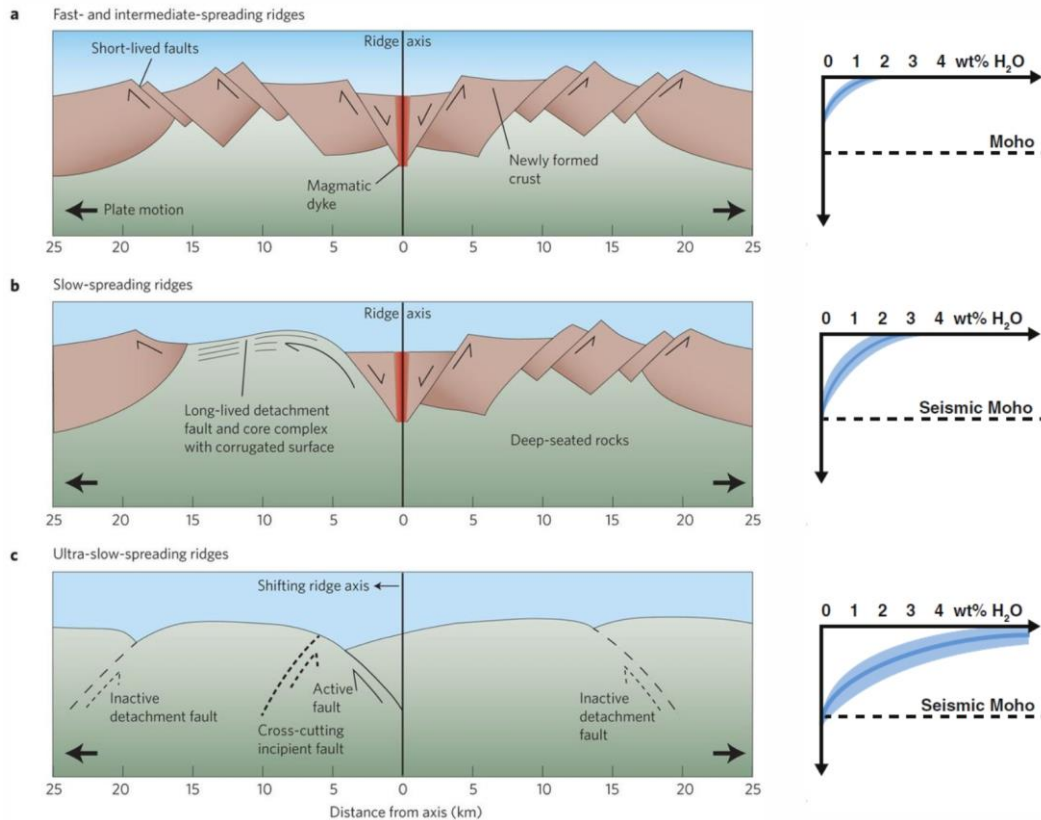 a Fast- and intermediate-spreading ridges
Short-lived faults
Ridge axis
Newly formed
crust
Magmatic
dyke
Plate motion
25 20 15 10 5 0 5 10 15 20 25
0 1 2 3 4 wt% H₂O
Moho
b Slow-spreading ridges
Ridge axis
Long-lived detachment
fault and core complex
with corrugated surface
Deep-seated rocks
25 20 15 10 5 0 5 10 15 20 25
0 1 2 3 4 wt% H₂O
Seismic Moho
c Ultra-slow-spreading ridges
Shifting ridge axis
Inactive
detachment fault
Active
fault
Cross-cutting
incipient fault
Inactive
detachment
fault
25 20 15 10 5 0 5 10 15 20 25
Distance from axis (km)
0 1 2 3 4 wt% H₂O
Seismic Moho